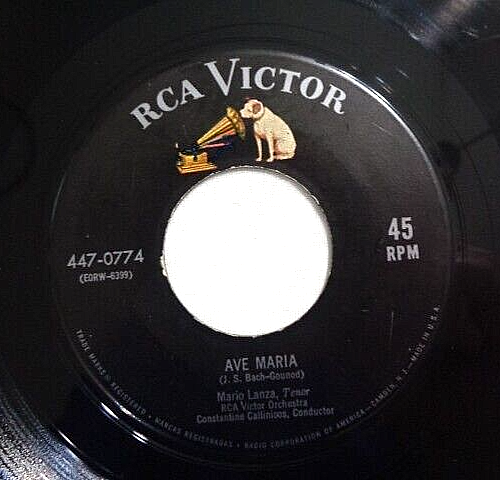 RCA VICTOR
447-0774
(EQRW-6399)
45
RPM
AVE MARIA
(J. S. Bach-Gounod)
Mario Lanza, Tenor
RCA Victor Orchestra
Constantine Callinicos, Conductor
TRADE MARKS ® REGISTERED • MARCAS REGISTRADAS • RADIO CORPORATION OF AMERICA—CAMDEN, N. J.—MADE IN U.S.A.